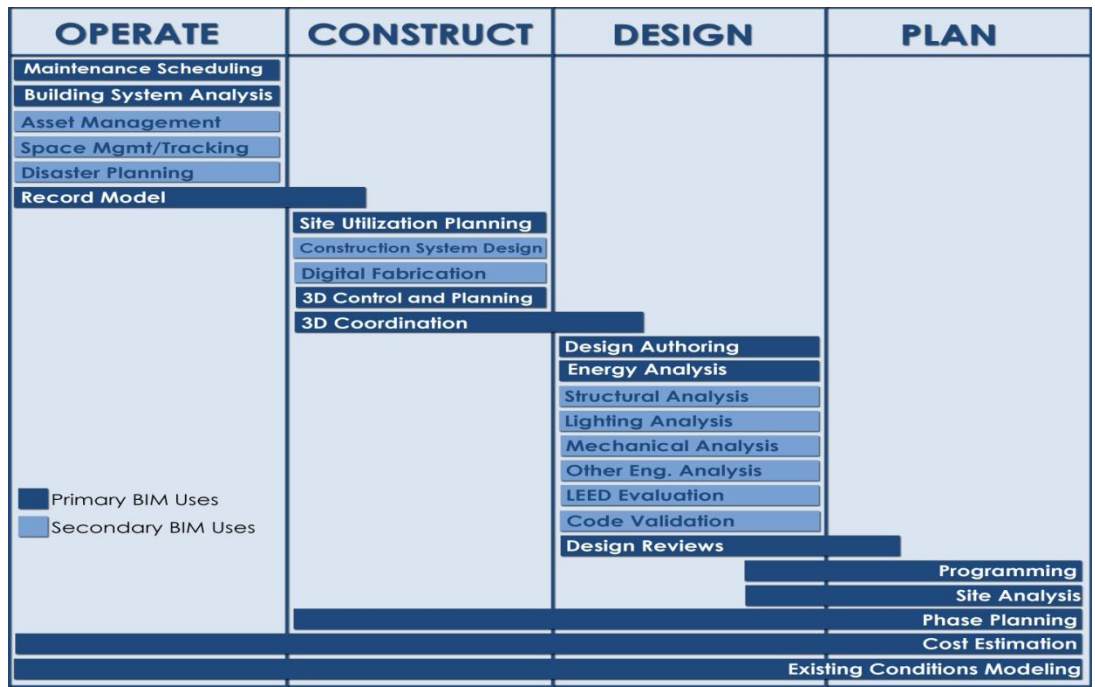 OPERATE CONSTRUCT DESIGN PLAN
Maintenance Scheduling
Building System Analysis
Asset Management
Space Mgmt/Tracking
Disaster Planning
Record Model
Site Utilization Planning
Construction System Design
Digital Fabrication
3D Control and Planning
3D Coordination
Design Authoring
Energy Analysis
Structural Analysis
Lighting Analysis
Mechanical Analysis
Other Eng. Analysis
LEED Evaluation
Code Validation
Design Reviews
Programming
Site Analysis
Phase Planning
Cost Estimation
Existing Conditions Modeling
Primary BIM Uses
Secondary BIM Uses